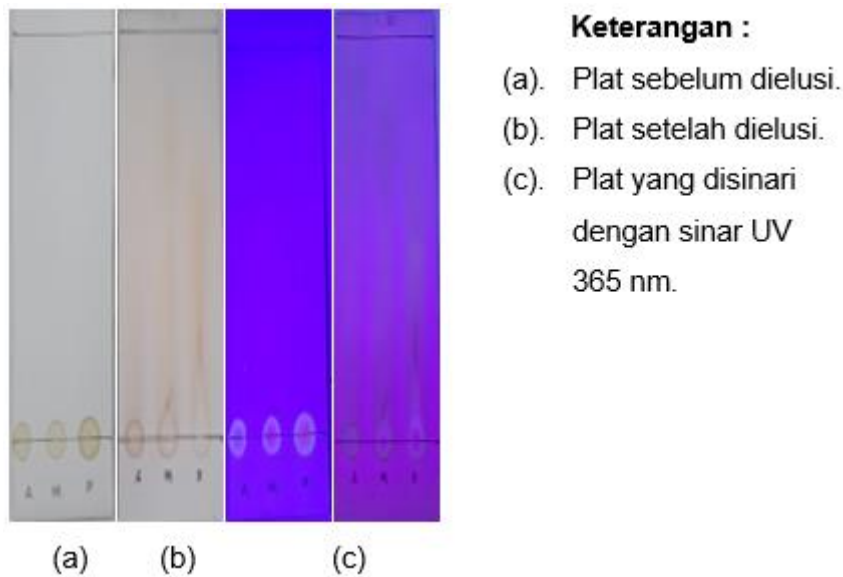 Keterangan :
(a). Plat sebelum dielusi.
(b). Plat setelah dielusi.
(c). Plat yang disinari
dengan sinar UV
365 nm.
A M P
(a) (b) (c)